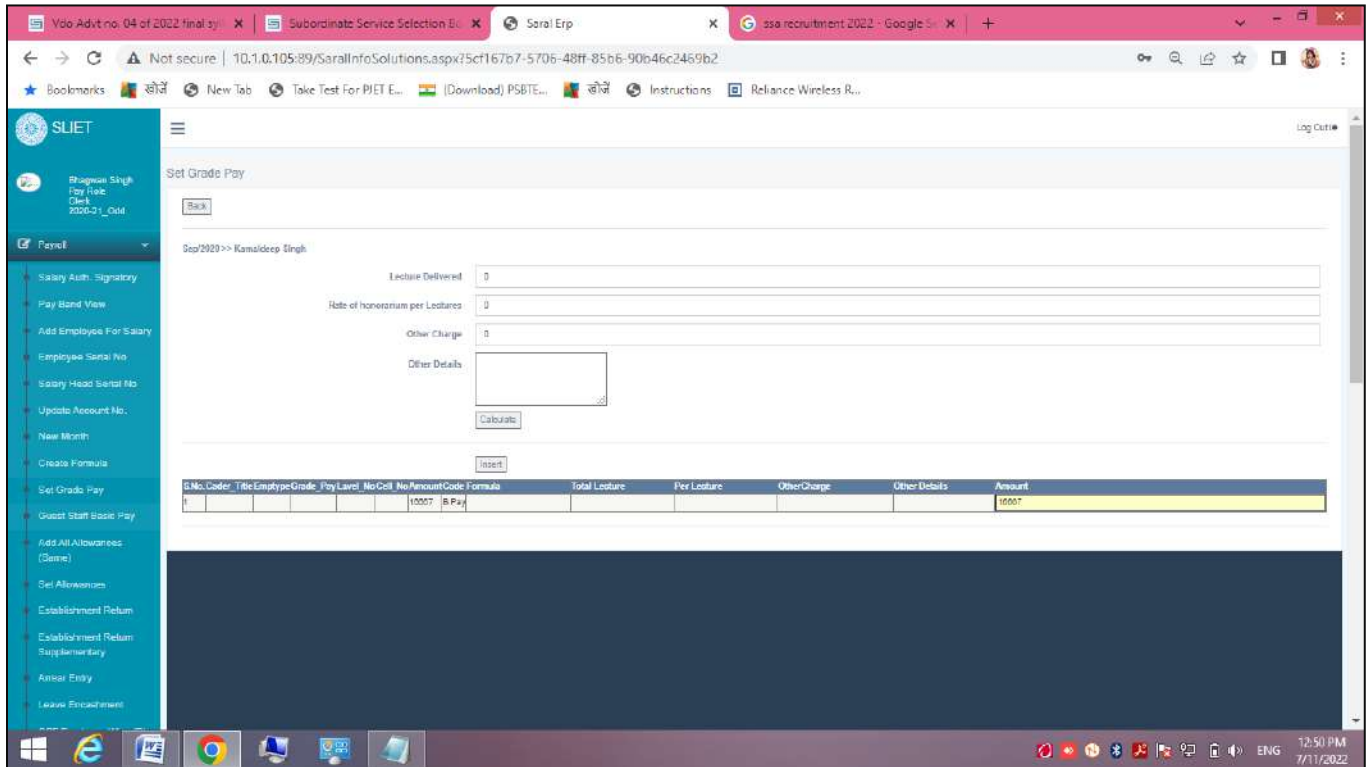 Vdo Advt no. 04 of 2022 final syl
Subordinate Service Selection Bo
Saral Erp
ssa recruitment 2022 - Google Se
Not secure | 10.1.0.105:89/SaralInfoSolutions.aspx?5cf167b7-5706-48ff-85b6-90b46c2469b2
Bookmarks
खोजें
New Tab
Take Test For PJET E...
(Download) PSBTE...
खोजें
Instructions
Reliance Wireless R...
SLIET
Log Out
Bhagwan Singh
Pay Role
Clerk
2020-21_Odd
Set Grade Pay
Back
Payroll
Sep/2020 >> Kamaldeep Singh
Salary Auth. Signatory
Pay Band View
Add Employee For Salary
Employee Serial No
Salary Head Serial No
Update Account No.
New Month
Create Formula
Set Grade Pay
Guest Staff Basic Pay
Add All Allowances
(Same)
Set Allowances
Establishment Return
Establishment Return
Supplementary
Arrear Entry
Leave Encashment
Lecture Delivered 0
Rate of honorarium per Lectures 0
Other Charge 0
Other Details
Calculate
Insert
S.No. Cader_Title Emptype Grade_Pay Lavel_No Cell_No Amount Code Formula Total Lecture Per Lecture OtherCharge Other Details Amount
1 10007 B.Pay 10007
ENG
12:50 PM
7/11/2022